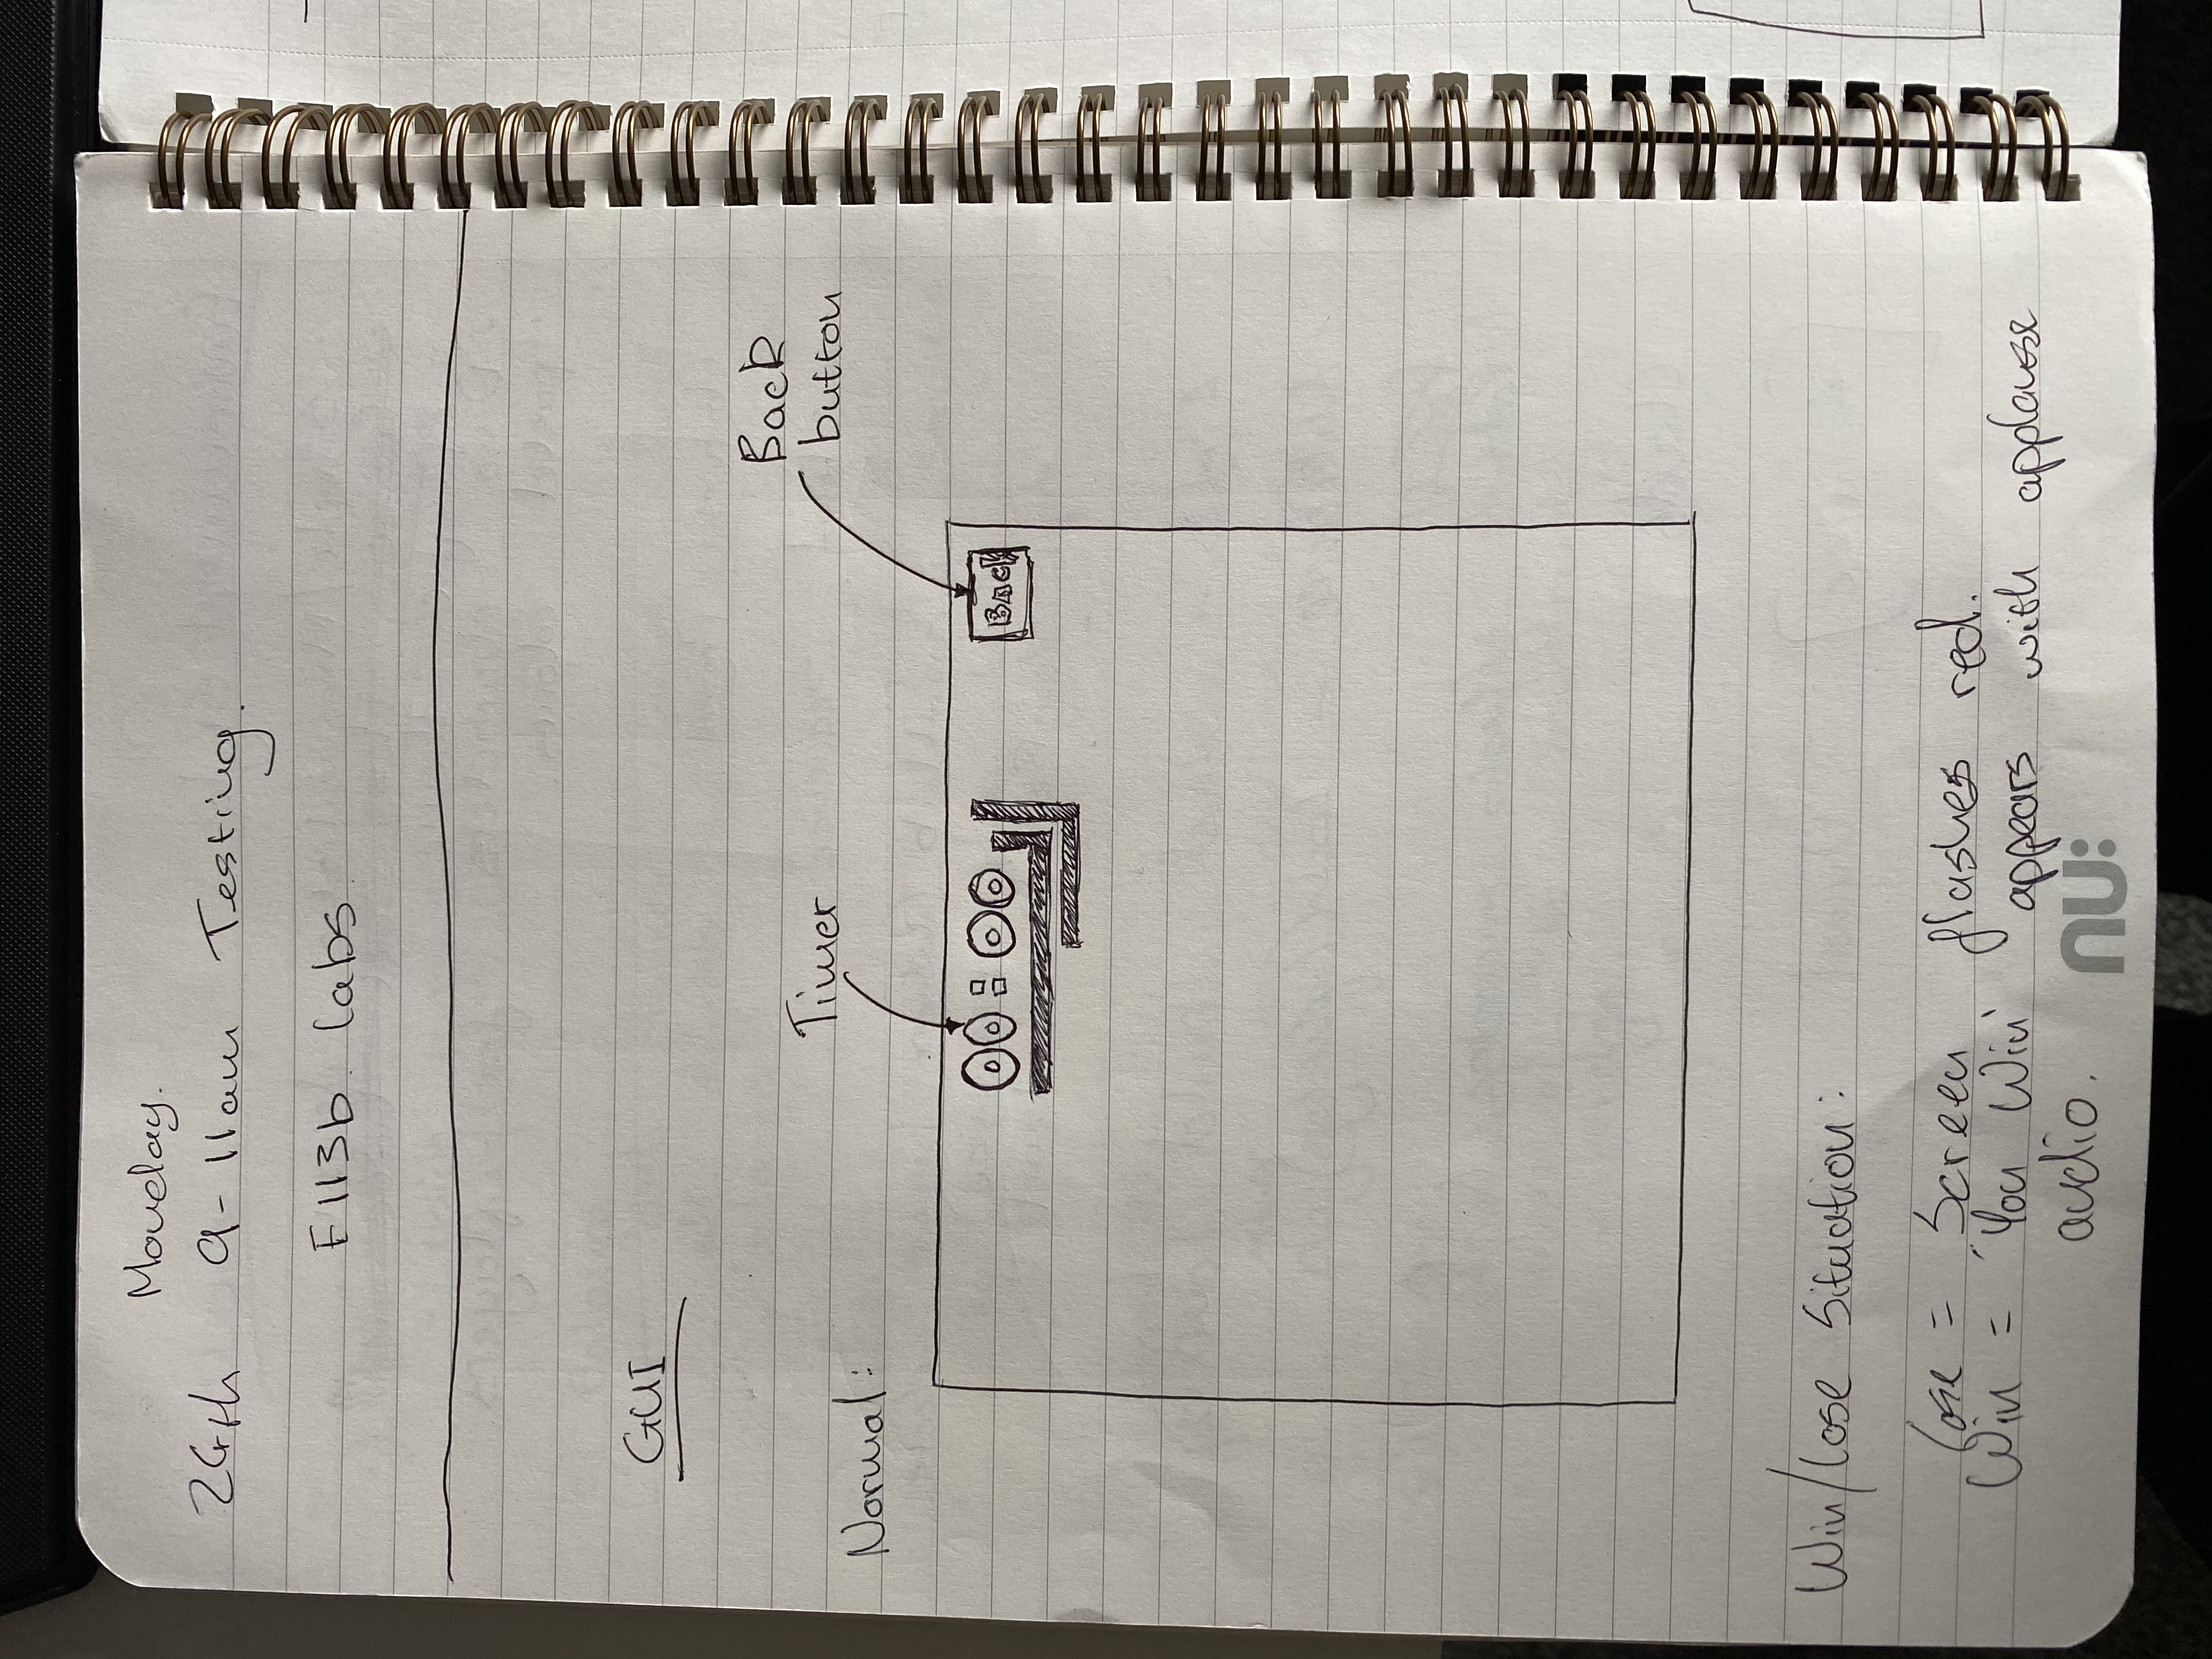 Monday.
24th 9-11am Testing.
E113b. labs.
GUI
Back
button
Timer
Normal:
00:00
Back
Win/lose Situation:
lose = Screen flashes red.
Win = 'You Win' appears with applause
audio.
nu: